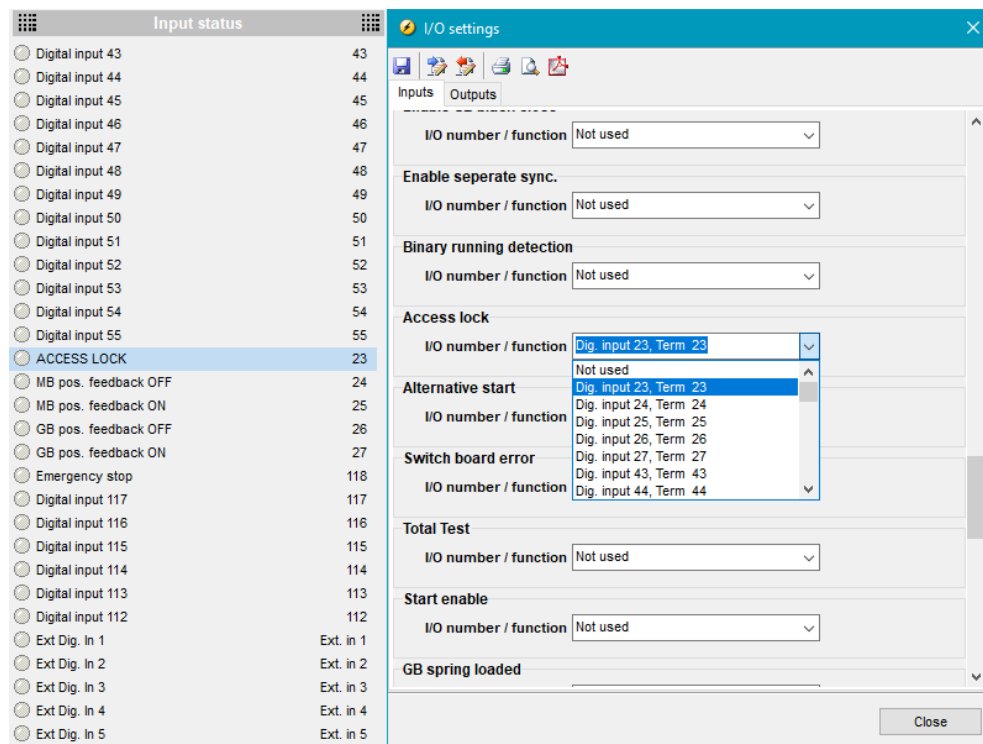 Input status
Digital input 43 43
Digital input 44 44
Digital input 45 45
Digital input 46 46
Digital input 47 47
Digital input 48 48
Digital input 49 49
Digital input 50 50
Digital input 51 51
Digital input 52 52
Digital input 53 53
Digital input 54 54
Digital input 55 55
ACCESS LOCK 23
MB pos. feedback OFF 24
MB pos. feedback ON 25
GB pos. feedback OFF 26
GB pos. feedback ON 27
Emergency stop 118
Digital input 117 117
Digital input 116 116
Digital input 115 115
Digital input 114 114
Digital input 113 113
Digital input 112 112
Ext Dig. In 1 Ext. in 1
Ext Dig. In 2 Ext. in 2
Ext Dig. In 3 Ext. in 3
Ext Dig. In 4 Ext. in 4
Ext Dig. In 5 Ext. in 5
I/O settings
Inputs Outputs
I/O number / function Not used
Enable seperate sync.
I/O number / function Not used
Binary running detection
I/O number / function Not used
Access lock
I/O number / function Dig. input 23, Term 23
Not used
Dig. input 23, Term 23
Dig. input 24, Term 24
Dig. input 25, Term 25
Dig. input 26, Term 26
Dig. input 27, Term 27
Dig. input 43, Term 43
Dig. input 44, Term 44
Alternative start
I/O number / function
Switch board error
I/O number / function
Total Test
I/O number / function Not used
Start enable
I/O number / function Not used
GB spring loaded
Close